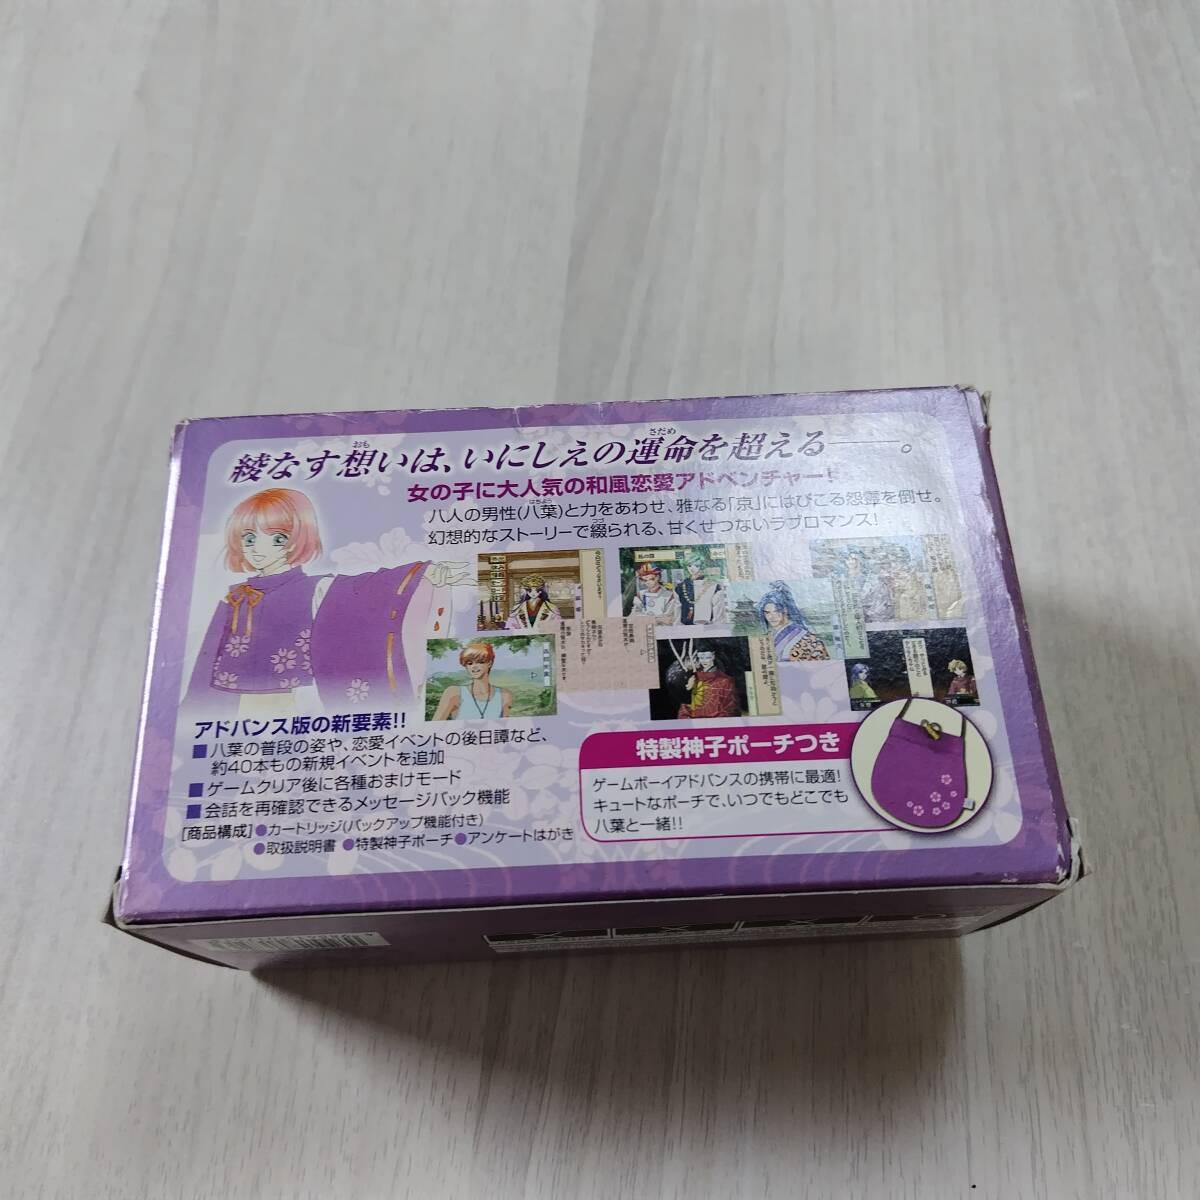 綾なす想いは、いにしえの運命を超える――。
女の子に大人気の和風恋愛アドベンチャー！
八人の男性(八葉)と力をあわせ、雅なる「京」にはびこる怨霊を倒せ。
幻想的なストーリーで綴られる、甘くせつないラブロマンス！
アドバンス版の新要素!!
■八葉の普段の姿や、恋愛イベントの後日譚など、
約40本もの新規イベントを追加
■ゲームクリア後に各種おまけモード
■会話を再確認できるメッセージバック機能
[商品構成]●カートリッジ(バックアップ機能付き)
●取扱説明書 ●特製神子ポーチ●アンケートはがき
特製神子ポーチつき
ゲームボーイアドバンスの携帯に最適!
キュートなポーチで、いつでもどこでも
八葉と一緒!!